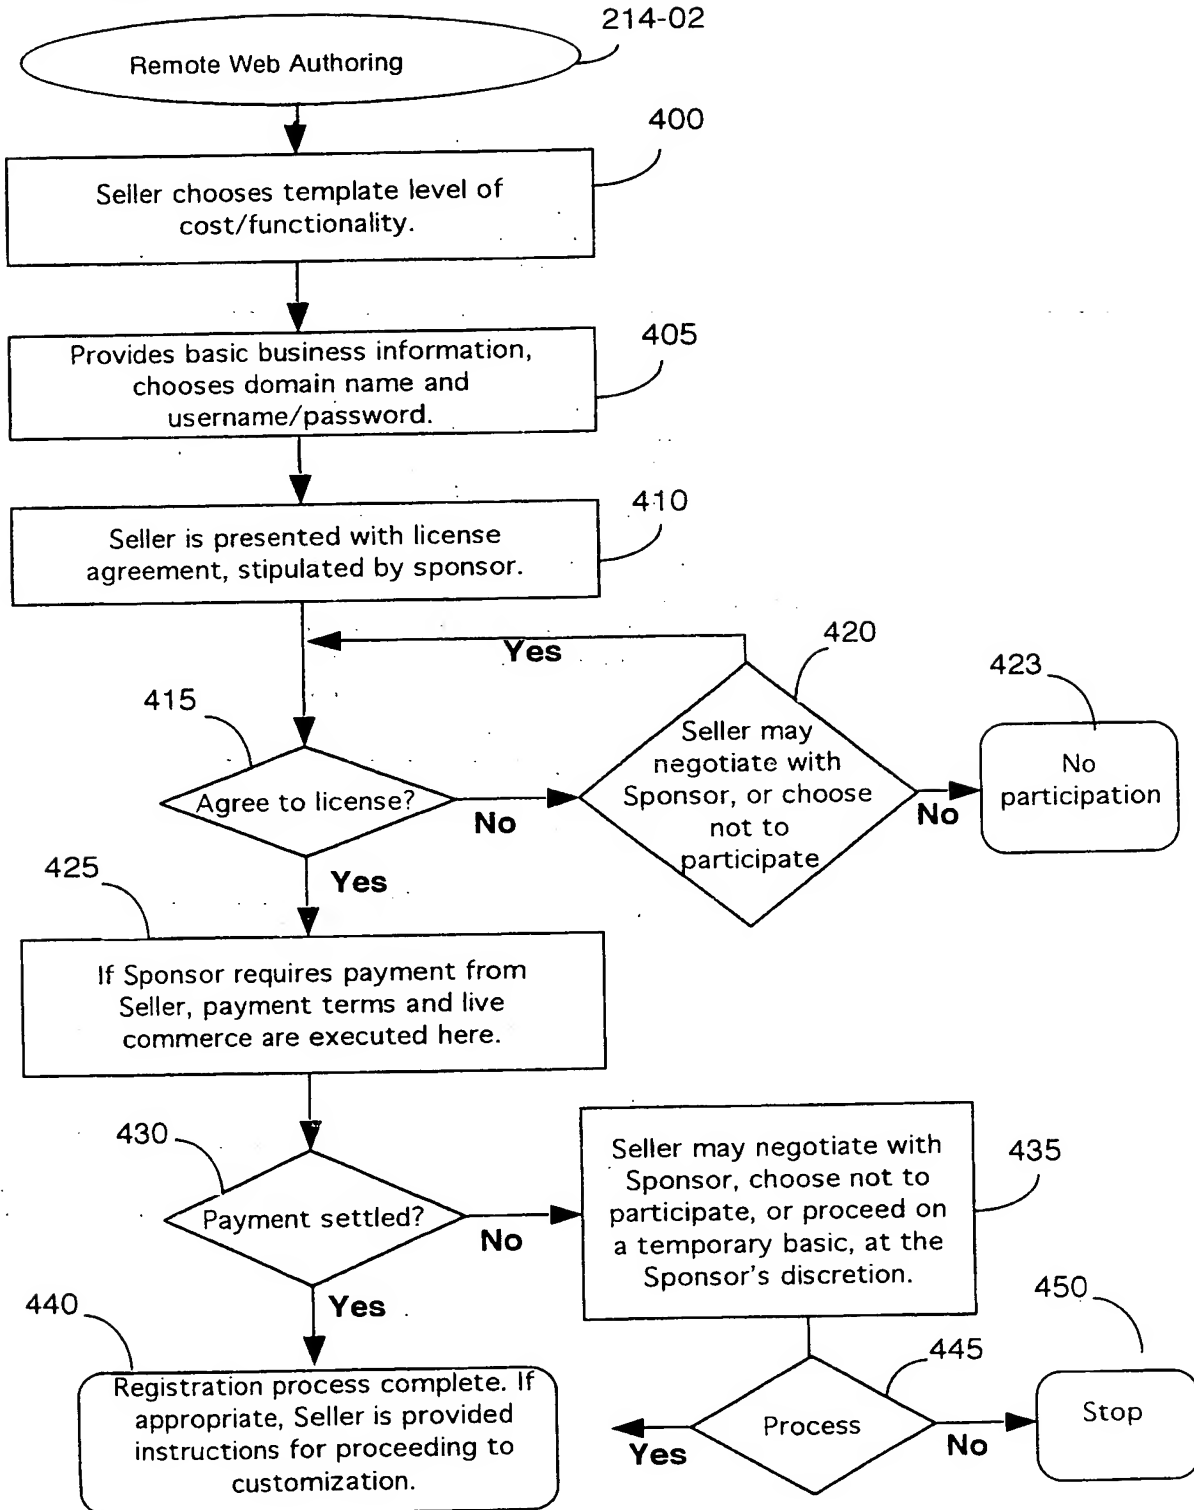 214-02
Remote Web Authoring
400
Seller chooses template level of
cost/functionality.
405
Provides basic business information,
chooses domain name and
username/password.
410
Seller is presented with license
agreement, stipulated by sponsor.
Yes
420
423
415
Seller may
negotiate with
Sponsor, or choose
not to
participate
No
participation
Agree to license?
No
No
425
Yes
If Sponsor requires payment from
Seller, payment terms and live
commerce are executed here.
430
Seller may negotiate with
Sponsor, choose not to
participate, or proceed on
a temporary basic, at the
Sponsor's discretion.
435
Payment settled?
No
440
Yes
450
445
Registration process complete. If
appropriate, Seller is provided
instructions for proceeding to
customization.
Process
Stop
Yes
No